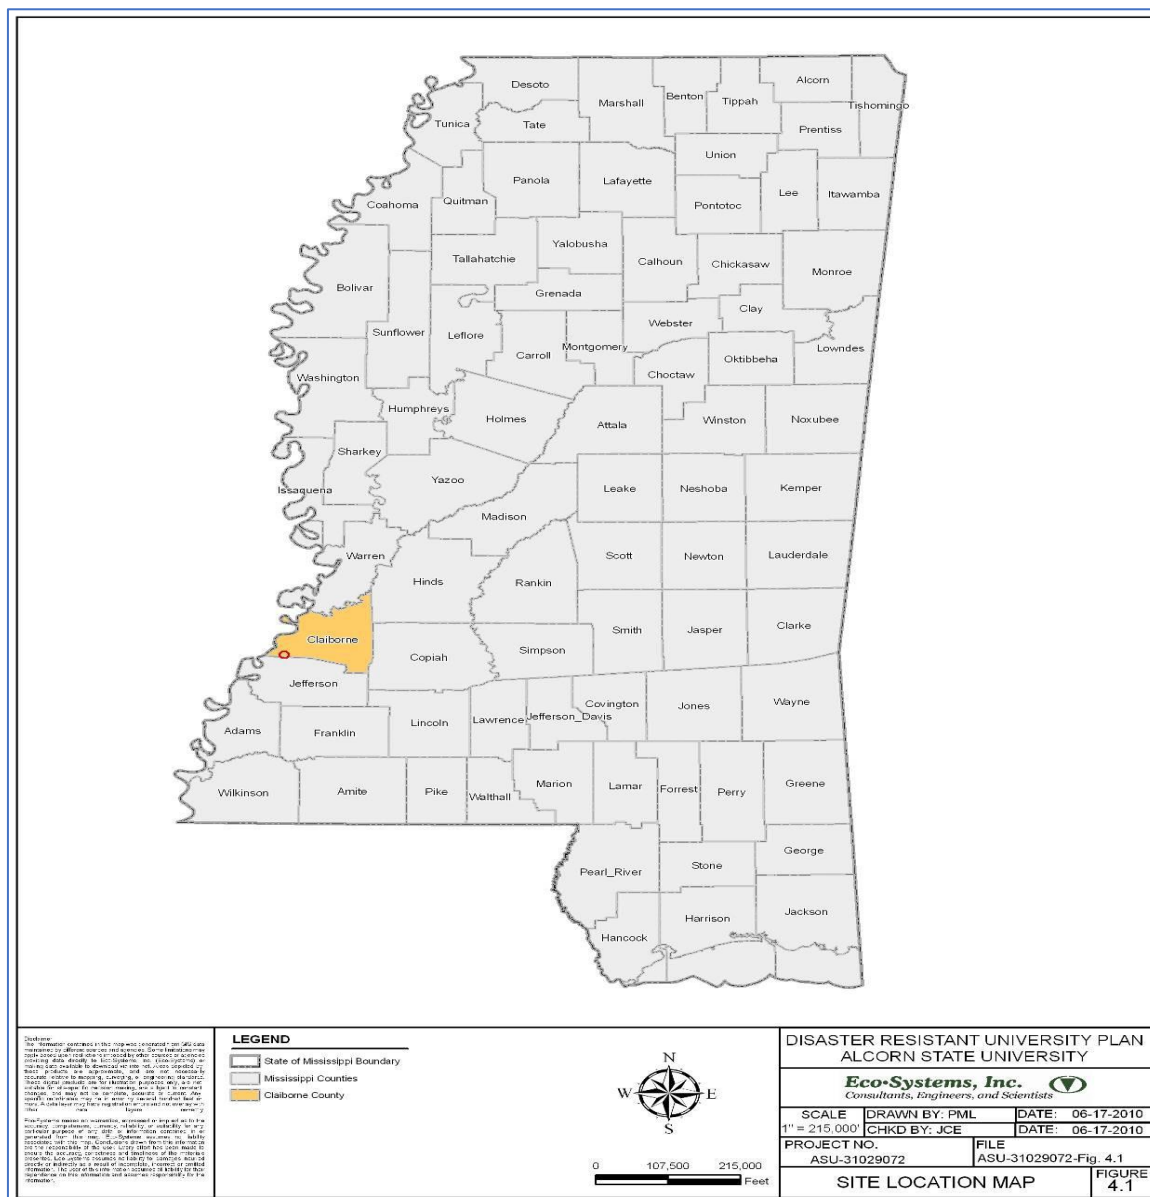 Desoto
Alcorn
Benton
Tippah
Marshall
Tishomingo
Tunica
Tate
Prentiss
Union
Panola
Lafayette
Lee
Itawamba
Coahoma
Quitman
Pontotoc
Yalobusha
Tallahatchie
Calhoun
Chickasaw
Monroe
Bolivar
Grenada
Clay
Sunflower
Leflore
Webster
Carroll
Montgomery
Lowndes
Oktibbeha
Washington
Choctaw
Humphreys
Holmes
Attala
Winston
Noxubee
Sharkey
Issaquena
Yazoo
Leake
Neshoba
Kemper
Madison
Warren
Scott
Newton
Lauderdale
Hinds
Rankin
Claiborne
Smith
Jasper
Clarke
Copiah
Simpson
Jefferson
Covington
Jones
Wayne
Adams
Franklin
Lincoln
Lawrence
Jefferson_Davis
Wilkinson
Amite
Pike
Walthall
Marion
Lamar
Forrest
Perry
Greene
George
Pearl_River
Stone
Hancock
Harrison
Jackson
LEGEND
State of Mississippi Boundary
Mississippi Counties
Claiborne County
N
W E
S
0 107,500 215,000
Feet
DISASTER RESISTANT UNIVERSITY PLAN
ALCORN STATE UNIVERSITY
Eco·Systems, Inc.
Consultants, Engineers, and Scientists
SCALE DRAWN BY: PML DATE: 06-17-2010
1" = 215,000' CHKD BY: JCE DATE: 06-17-2010
PROJECT NO. FILE
ASU-31029072 ASU-31029072-Fig. 4.1
SITE LOCATION MAP
FIGURE
4.1